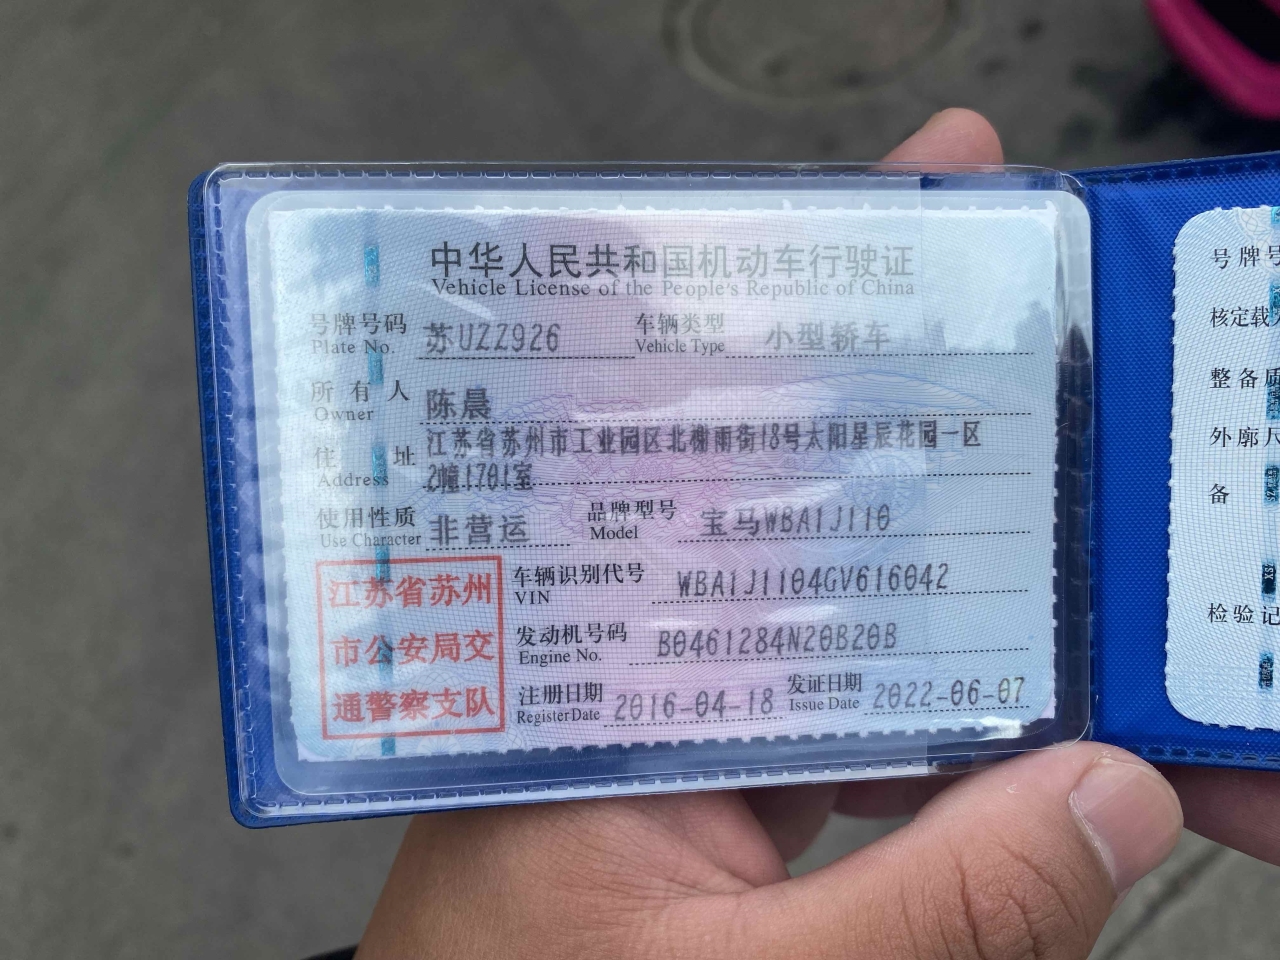 中华人民共和国机动车行驶证
Vehicle License of the People's Republic of China
号牌号码 苏UZZ926 车辆类型 小型轿车
Plate No. Vehicle Type
所有人 陈晨
Owner
住址 江苏省苏州市工业园区北榭雨街18号太阳星辰花园一区
Address 2幢1701室
使用性质 非营运 品牌型号 宝马WBA1J110
Use Character Model
车辆识别代号 WBA1J1104GV616042
VIN
发动机号码 B0461284N20B20B
Engine No.
注册日期 2016-04-18 发证日期 2022-06-07
Register Date Issue Date
江苏省苏州
市公安局交
通警察支队
号牌号
核定载
整备质
外廓尺
备
检验记